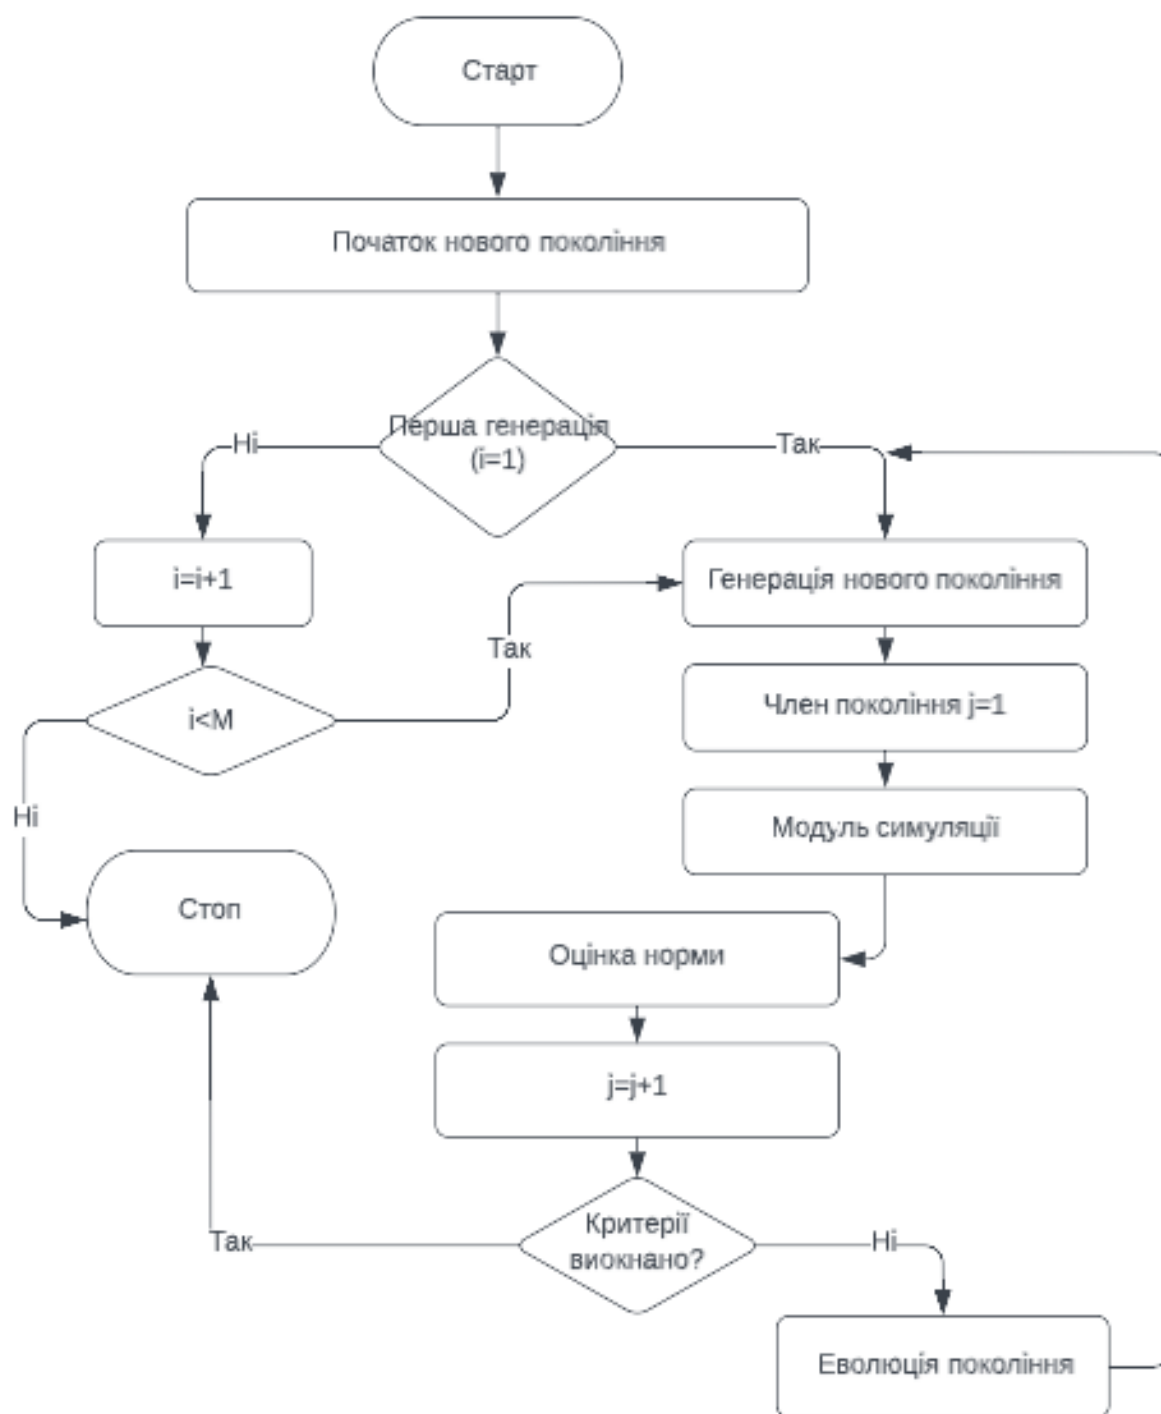 Старт
Початок нового покоління
Перша генерація
(i=1)
Ні
Так
i=i+1
Генерація нового покоління
Так
Член покоління j=1
i<M
Ні
Модуль симуляції
Стоп
Оцінка норми
j=j+1
Критерії
виокнано?
Так
Ні
Еволюція покоління